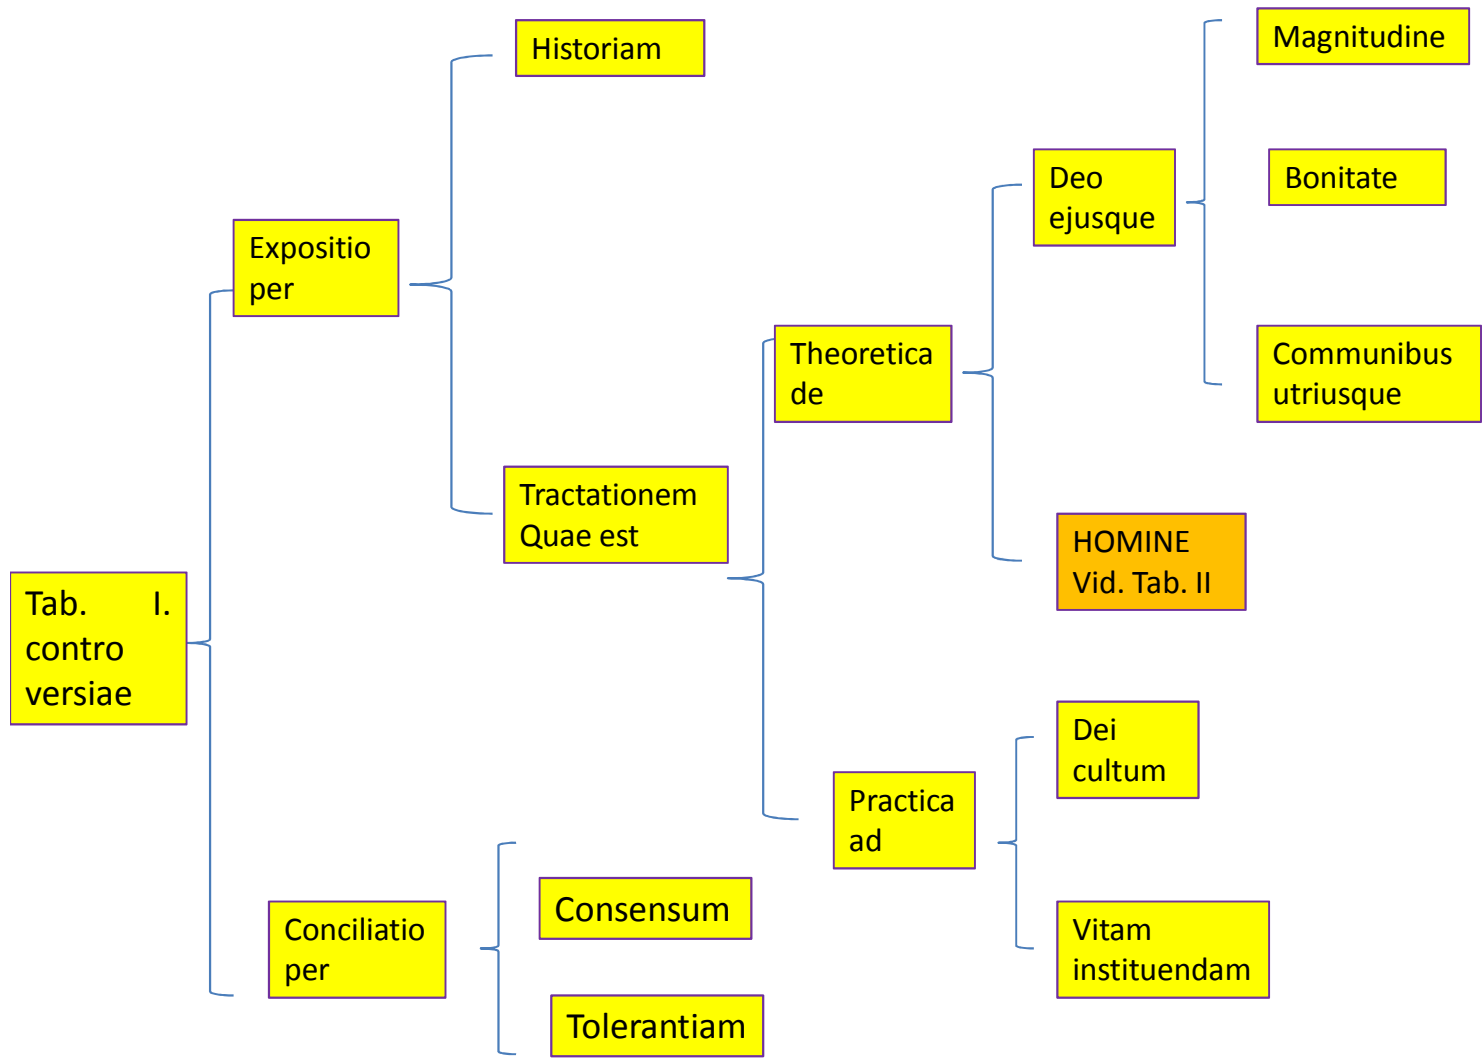 Tab. I.
contro
versiae
Expositio
per
Historiam
Tractationem
Quae est
Theoretica
de
Deo
ejusque
Magnitudine
Bonitate
Communibus
utriusque
HOMINE
Vid. Tab. II
Practica
ad
Dei
cultum
Vitam
instituendam
Conciliatio
per
Consensum
Tolerantiam